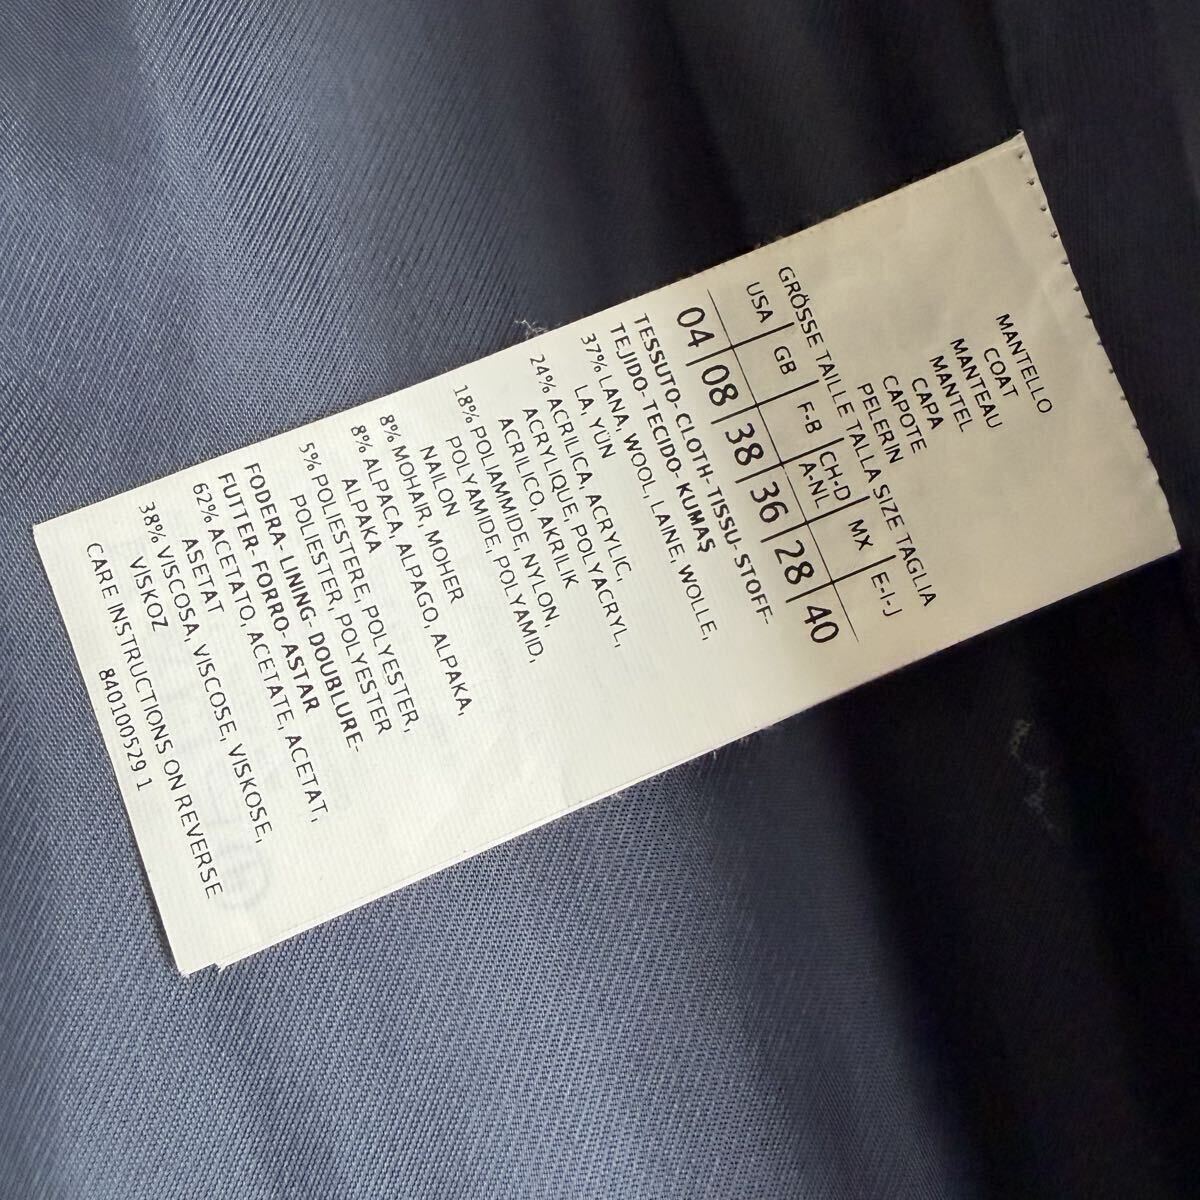 MANTELLO
COAT
MANTEAU
MANTEL
CAPA
CAPOTE
PELERIN
GRÖSSE TAILLE TALLA SIZE TAGLIA
USA GB F-B CH-D A-NL MX E-I-J
04 08 38 36 28 40
TESSUTO-CLOTH-TISSU-STOFF-
TEJIDO-TECIDO-KUMAŞ
37% LANA, WOOL, LAINE, WOLLE,
LA, YUN
24% ACRILICA, ACRYLIC,
ACRYLIQUE, POLYACRYL,
ACRILICO, AKRILIK
18% POLIAMMIDE, NYLON,
POLYAMIDE, POLYAMID,
NAILON
8% MOHAIR, MOHER
8% ALPACA, ALPAGO, ALPAKA,
ALPAKA
5% POLIESTERE, POLYESTER,
POLIESTER, POLYESTER
FODERA-LINING-DOUBLURE-
FUTTER-FORRO-ASTAR
62% ACETATO, ACETATE, ACETAT,
ASETAT
38% VISCOSA, VISCOSE, VISKOSE,
VISKOZ
CARE INSTRUCTIONS ON REVERSE
840100529 1